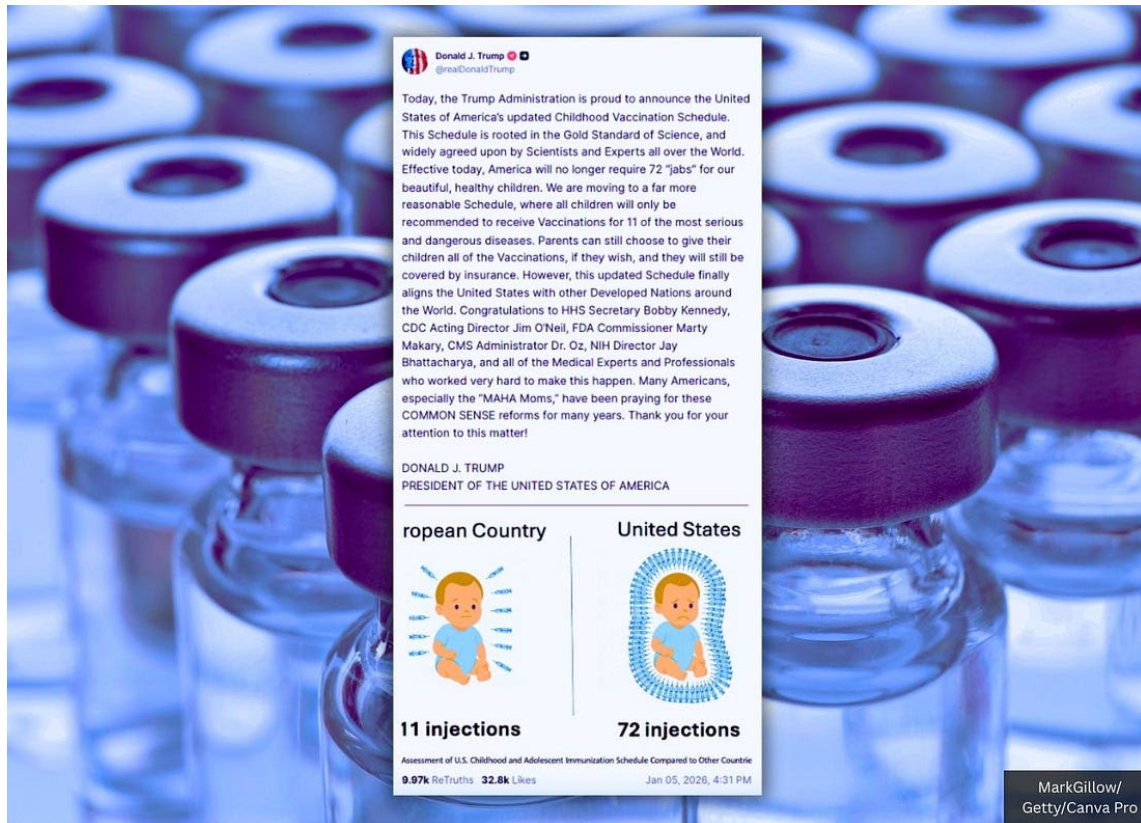 Donald J. Trump
@realDonaldTrump
Today, the Trump Administration is proud to announce the United
States of America's updated Childhood Vaccination Schedule.
This Schedule is rooted in the Gold Standard of Science, and
widely agreed upon by Scientists and Experts all over the World.
Effective today, America will no longer require 72 "jabs" for our
beautiful, healthy children. We are moving to a far more
reasonable Schedule, where all children will only be
recommended to receive Vaccinations for 11 of the most serious
and dangerous diseases. Parents can still choose to give their
children all of the Vaccinations, if they wish, and they will still be
covered by insurance. However, this updated Schedule finally
aligns the United States with other Developed Nations around
the World. Congratulations to HHS Secretary Bobby Kennedy,
CDC Acting Director Jim O'Neil, FDA Commissioner Marty
Makary, CMS Administrator Dr. Oz, NIH Director Jay
Bhattacharya, and all of the Medical Experts and Professionals
who worked very hard to make this happen. Many Americans,
especially the "MAHA Moms," have been praying for these
COMMON SENSE reforms for many years. Thank you for your
attention to this matter!
DONALD J. TRUMP
PRESIDENT OF THE UNITED STATES OF AMERICA
ropean Country
United States
11 injections
72 injections
Assessment of U.S. Childhood and Adolescent Immunization Schedule Compared to Other Countrie
9.97k ReTruths 32.8k Likes
Jan 05, 2026, 4:31 PM
MarkGillow/
Getty/Canva Pro